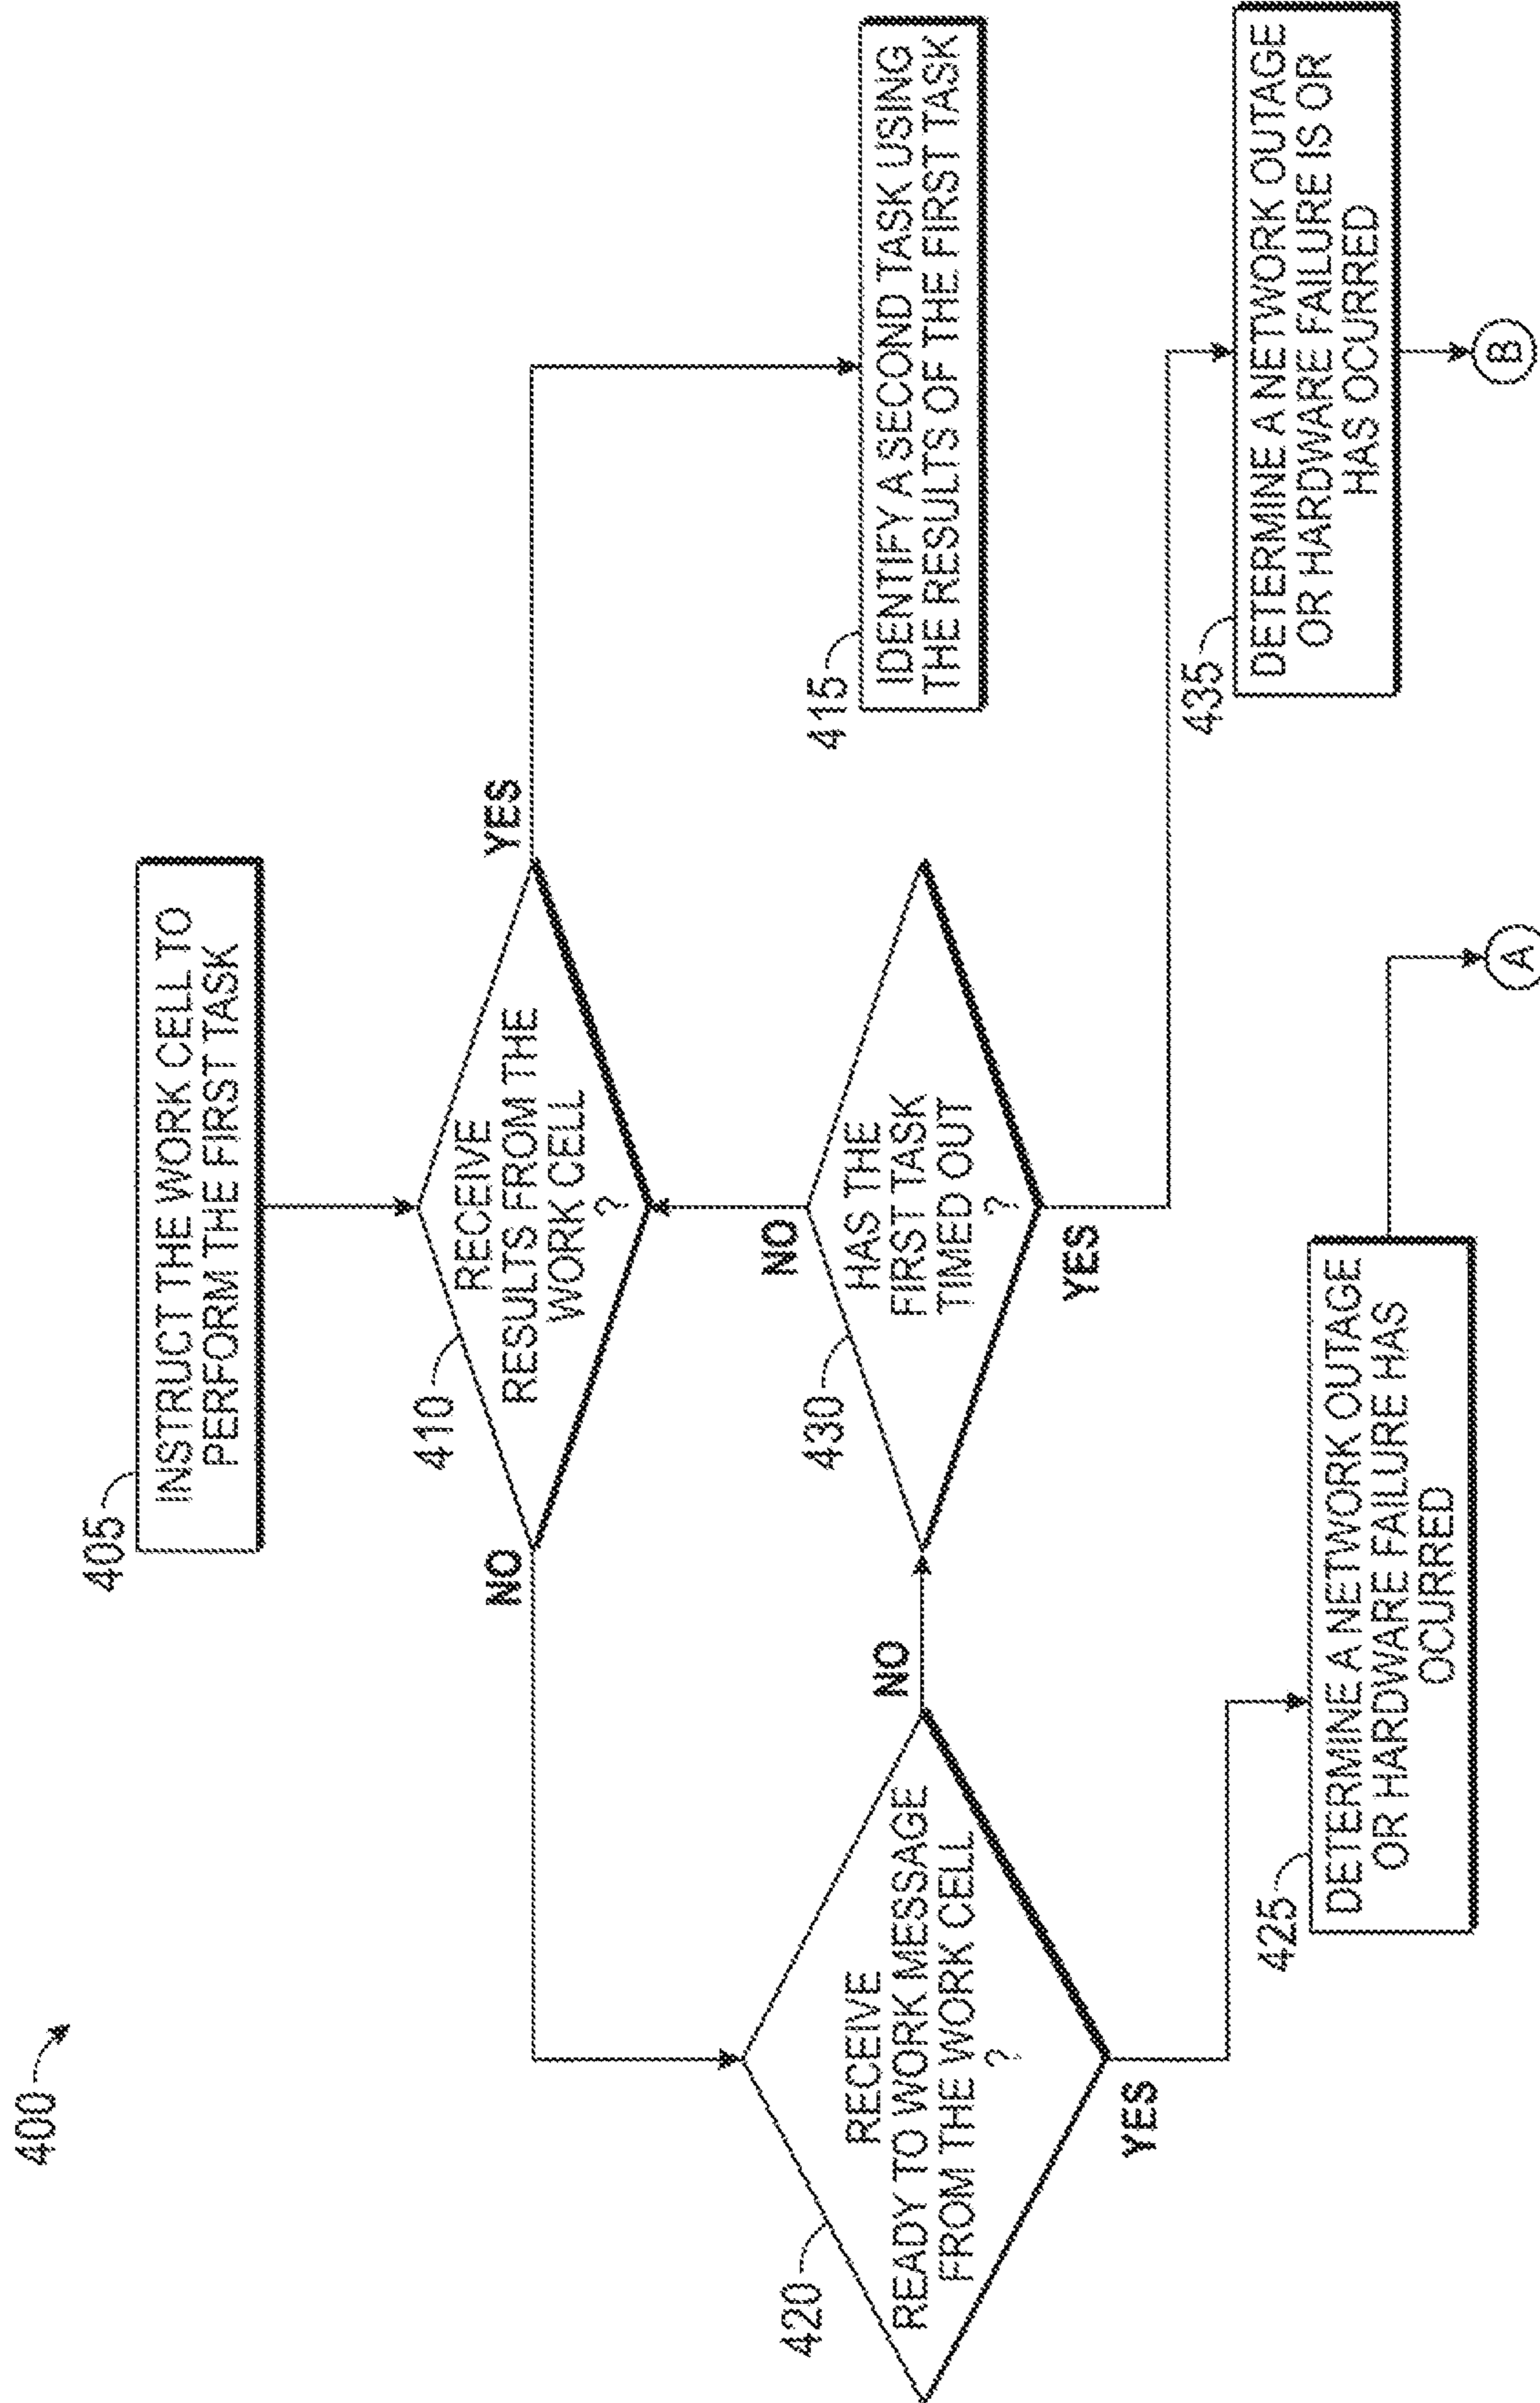 400
405
INSTRUCT THE WORK CELL TO
PERFORM THE FIRST TASK
410
RECEIVE
RESULTS FROM THE
WORK CELL
?
NO
YES
415
IDENTIFY A SECOND TASK USING
THE RESULTS OF THE FIRST TASK
420
RECEIVE
READY TO WORK MESSAGE
FROM THE WORK CELL
?
NO
YES
430
HAS THE
FIRST TASK
TIMED OUT
?
NO
YES
425
DETERMINE A NETWORK OUTAGE
OR HARDWARE FAILURE HAS
OCURRED
A
435
DETERMINE A NETWORK OUTAGE
OR HARDWARE FAILURE IS OR
HAS OCURRED
B